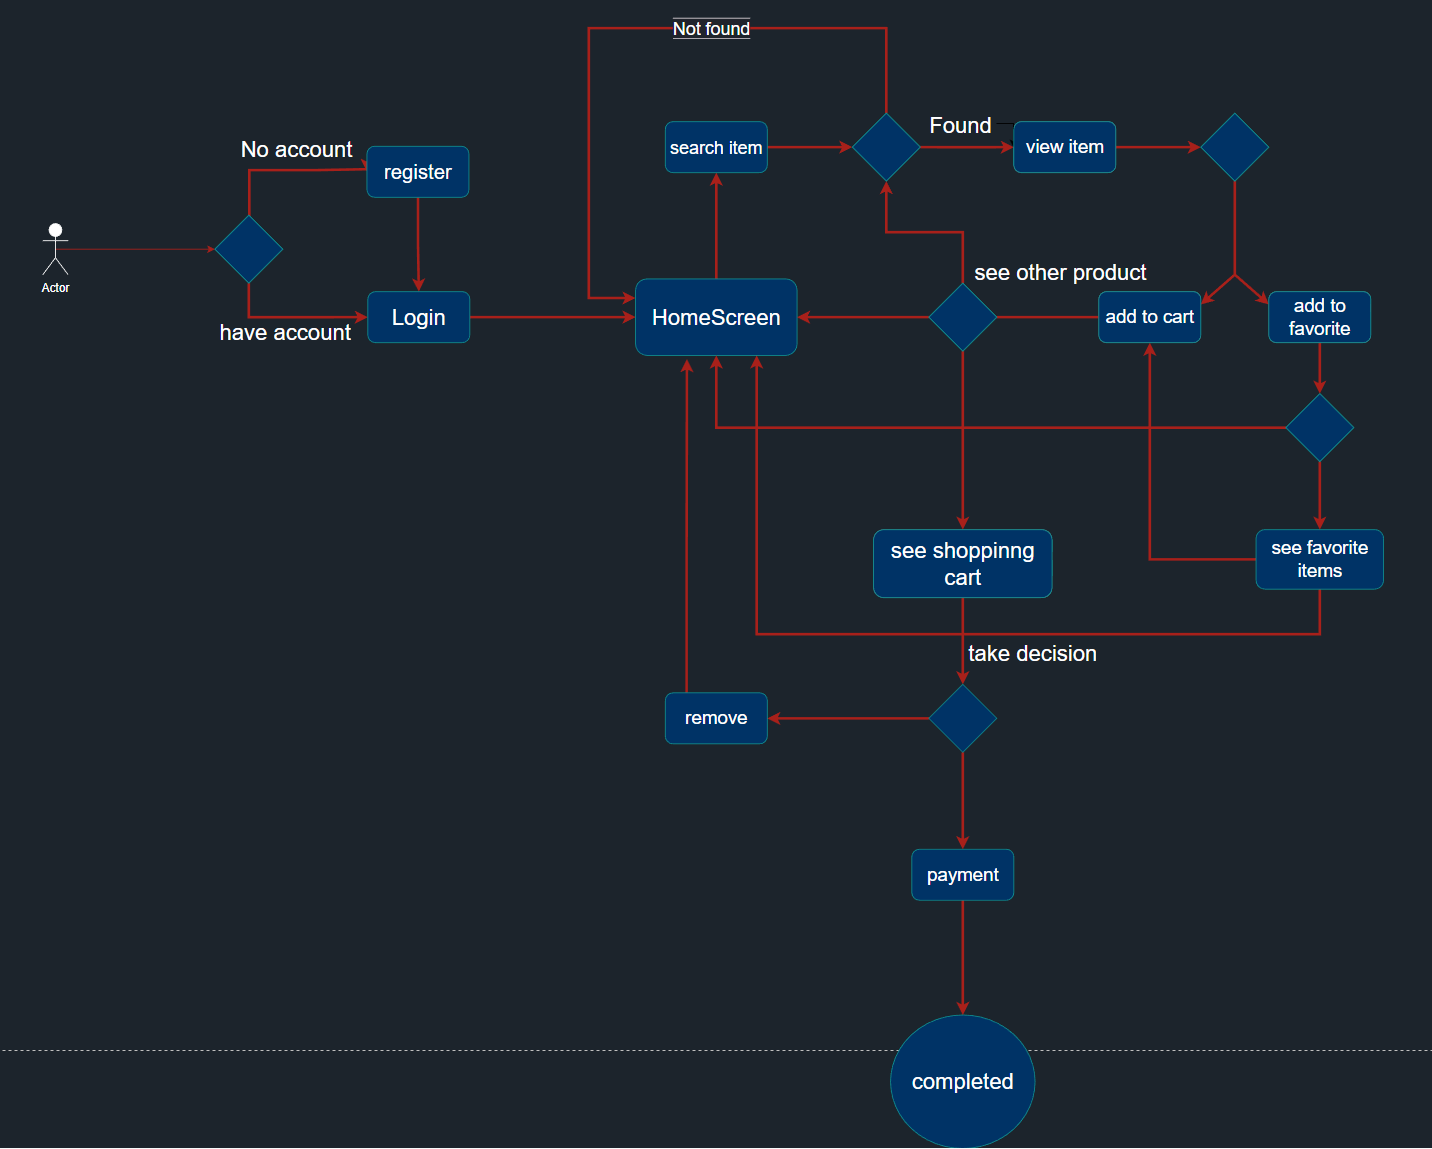 Not found
Found
search item
view item
No account
register
Actor
see other product
have account
Login
HomeScreen
add to cart
add to
favorite
see shoppinng
cart
see favorite
items
take decision
remove
payment
completed